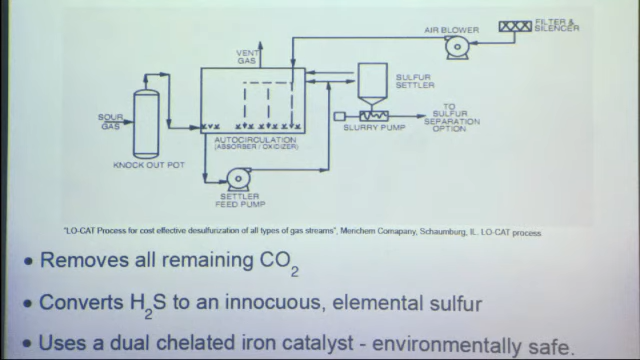 AIR BLOWER
FILTER &
SILENCER
VENT
GAS
SULFUR
SETTLER
SOUR
GAS
TO
SULFUR
SEPARATION
OPTION
SLURRY PUMP
AUTOCIRCULATION
(ABSORBER / OXIDIZER)
KNOCK OUT POT
SETTLER
FEED PUMP
"LO-CAT Process for cost effective desulfurization of all types of gas streams", Merichem Comapany, Schaumburg, IL. LO-CAT process
• Removes all remaining CO2
• Converts H2S to an innocuous, elemental sulfur
• Uses a dual chelated iron catalyst - environmentally safe.